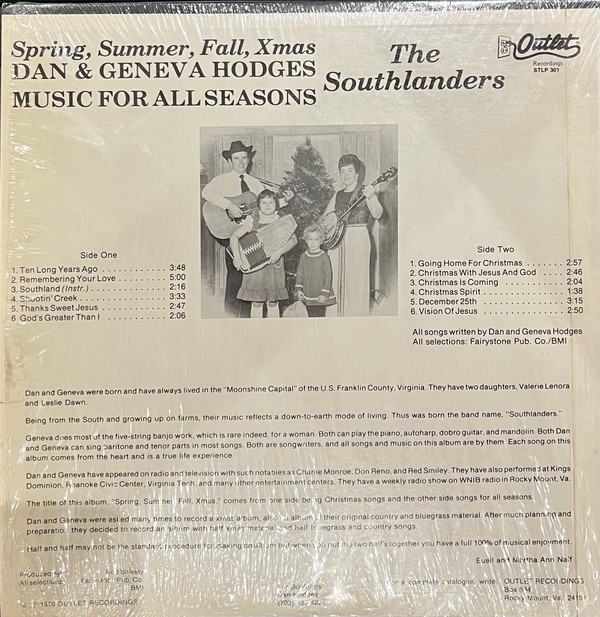 Spring, Summer, Fall, Xmas
DAN & GENEVA HODGES
MUSIC FOR ALL SEASONS
The
Southlanders
Outlet
Recordings
STLP 301
Side One
1. Ten Long Years Ago . . . . . . . . . . . . 3:48
2. Remembering Your Love . . . . . . . . . 5:00
3. Southland (Instr.) . . . . . . . . . . . . . 2:16
4. Shootin' Creek . . . . . . . . . . . . . . . 3:33
5. Thanks Sweet Jesus . . . . . . . . . . . . 2:47
6. God's Greater Than I . . . . . . . . . . . 2:06
Side Two
1. Going Home For Christmas . . . . . . . 2:57
2. Christmas With Jesus And God . . . . 2:46
3. Christmas Is Coming . . . . . . . . . . . 2:04
4. Christmas Spirit . . . . . . . . . . . . . . 1:38
5. December 25th . . . . . . . . . . . . . . . 3:15
6. Vision Of Jesus . . . . . . . . . . . . . . . 2:50
All songs written by Dan and Geneva Hodges
All selections: Fairystone Pub. Co./BMI
Dan and Geneva were born and have always lived in the "Moonshine Capital" of the U.S. Franklin County, Virginia. They have two daughters, Valerie Lenora
and Leslie Dawn.
Being from the South and growing up on farms, their music reflects a down-to-earth mode of living. Thus was born the band name, "Southlanders."
Geneva does most of the five-string banjo work, which is rare indeed, for a woman. Both can play the piano, autoharp, dobro guitar, and mandolin. Both Dan
and Geneva can sing baritone and tenor parts in most songs. Both are songwriters, and all songs and music on this album are by them. Each song on this
album comes from the heart and is a true life experience.
Dan and Geneva have appeared on radio and television with such notables as Charlie Monroe, Don Reno, and Red Smiley. They have also performed at Kings
Dominion, Roanoke Civic Center, Virginia Tech, and many other entertainment centers. They have a weekly radio show on WNIB radio in Rocky Mount, Va.
The title of this album, "Spring, Summer, Fall, Xmas," comes from one side being Christmas songs and the other side songs for all seasons.
Dan and Geneva were asked many times to record a xmas album, also an album of their original country and bluegrass material. After much planning and
preparation, they decided to record an album with half xmas material and half bluegrass and country songs.
Half and half may not be the standard procedure for making an album but when you put the two half's together you have a full 100% of musical enjoyment.
Euell and Martha Ann Naff
Produced by: Shively
All selections: Pub. Co.
BMI
1976 OUTLET RECORDINGS
Dan Hodges
(703)
for a complete catalogue, write: OUTLET RECORDINGS
Box
Rocky Mount, Va. 24151